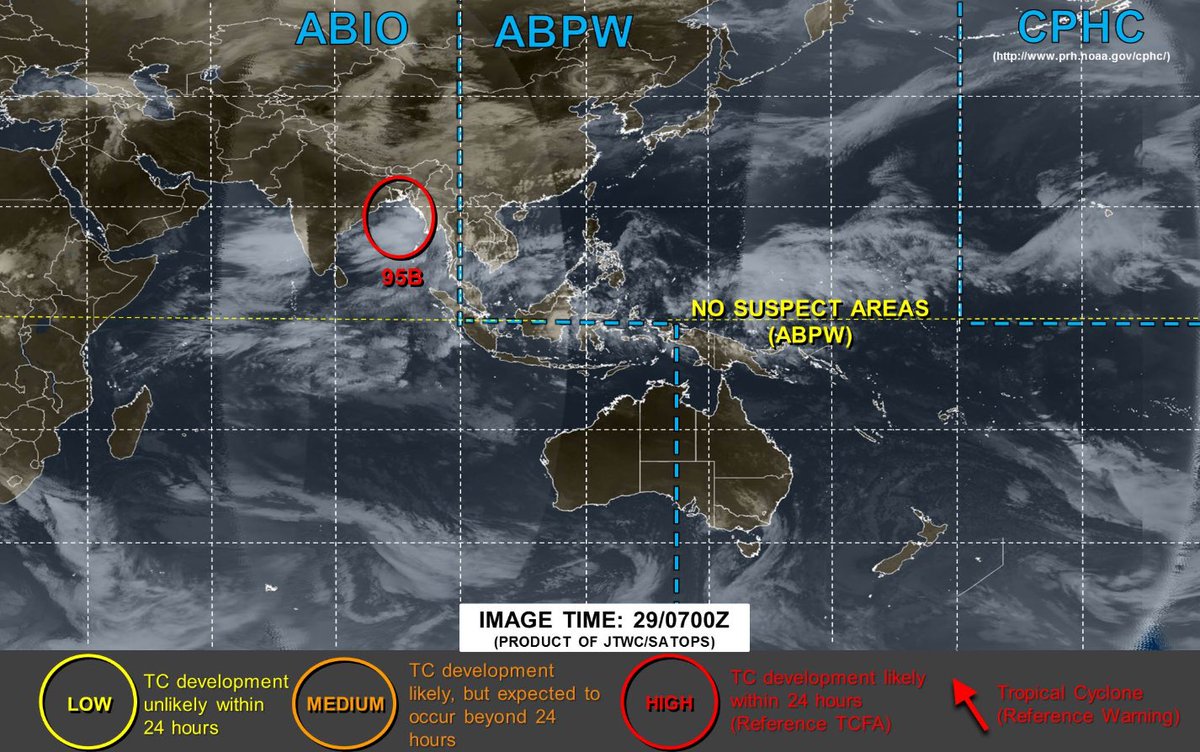 ABIO
ABPW
CPHC
(http://www.prh.noaa.gov/cphc/)
95B
NO SUSPECT AREAS
(ABPW)
IMAGE TIME: 29/0700Z
(PRODUCT OF JTWC/SATOPS)
LOW
TC development
unlikely within
24 hours
MEDIUM
TC development
likely, but expected to
occur beyond 24
hours
HIGH
TC development likely
within 24 hours
(Reference TCFA)
Tropical Cyclone
(Reference Warning)